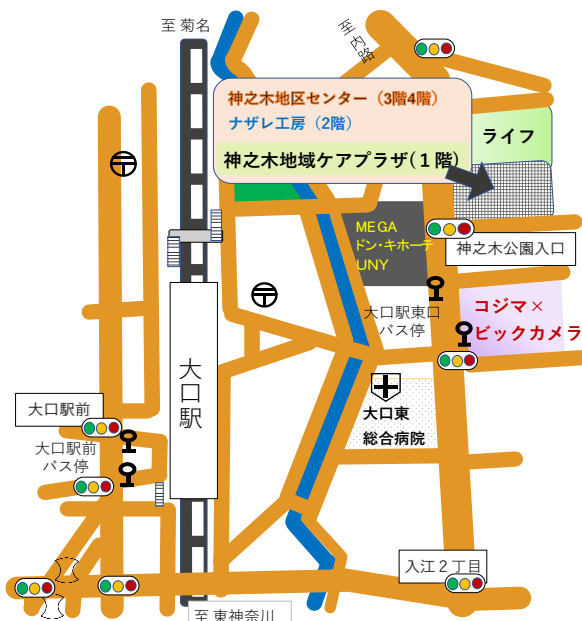 至 菊名
至 内路
神之木地区センター（3階4階）
ナザレ工房（2階）
神之木地域ケアプラザ(１階)
ライフ
MEGA
ドン・キホーテ
UNY
神之木公園入口
大口駅東口
バス停
コジマ×
ビックカメラ
大口駅
大口東
総合病院
大口駅前
大口駅前
バス停
入江２丁目
至 東神奈川